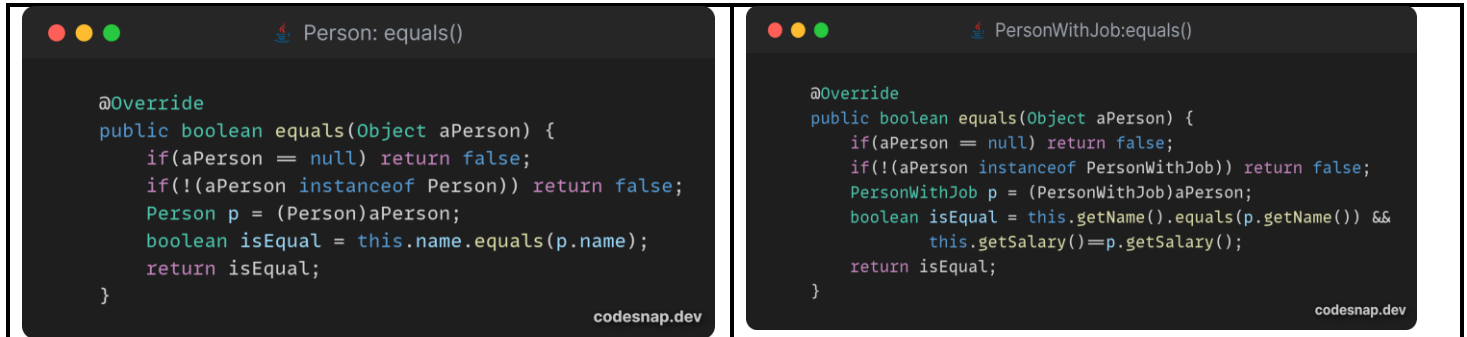 Person: equals()
@Override
public boolean equals(Object aPerson) {
if(aPerson == null) return false;
if(!(aPerson instanceof Person)) return false;
Person p = (Person)aPerson;
boolean isEqual = this.name.equals(p.name);
return isEqual;
}
codesnap.dev
PersonWithJob:equals()
@Override
public boolean equals(Object aPerson) {
if(aPerson == null) return false;
if(!(aPerson instanceof PersonWithJob)) return false;
PersonWithJob p = (PersonWithJob)aPerson;
boolean isEqual = this.getName().equals(p.getName()) &&
this.getSalary()==p.getSalary();
return isEqual;
}
codesnap.dev